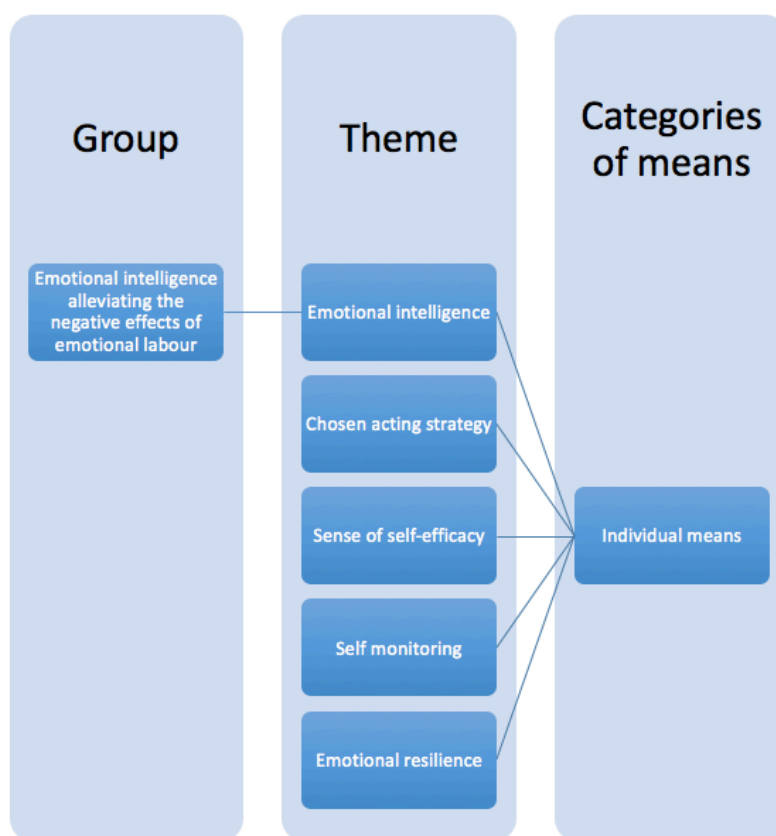 Group
Theme
Categories
of means
Emotional intelligence
alleviating the
negative effects of
emotional labour
Emotional intelligence
Chosen acting strategy
Sense of self-efficacy
Individual means
Self monitoring
Emotional resilience